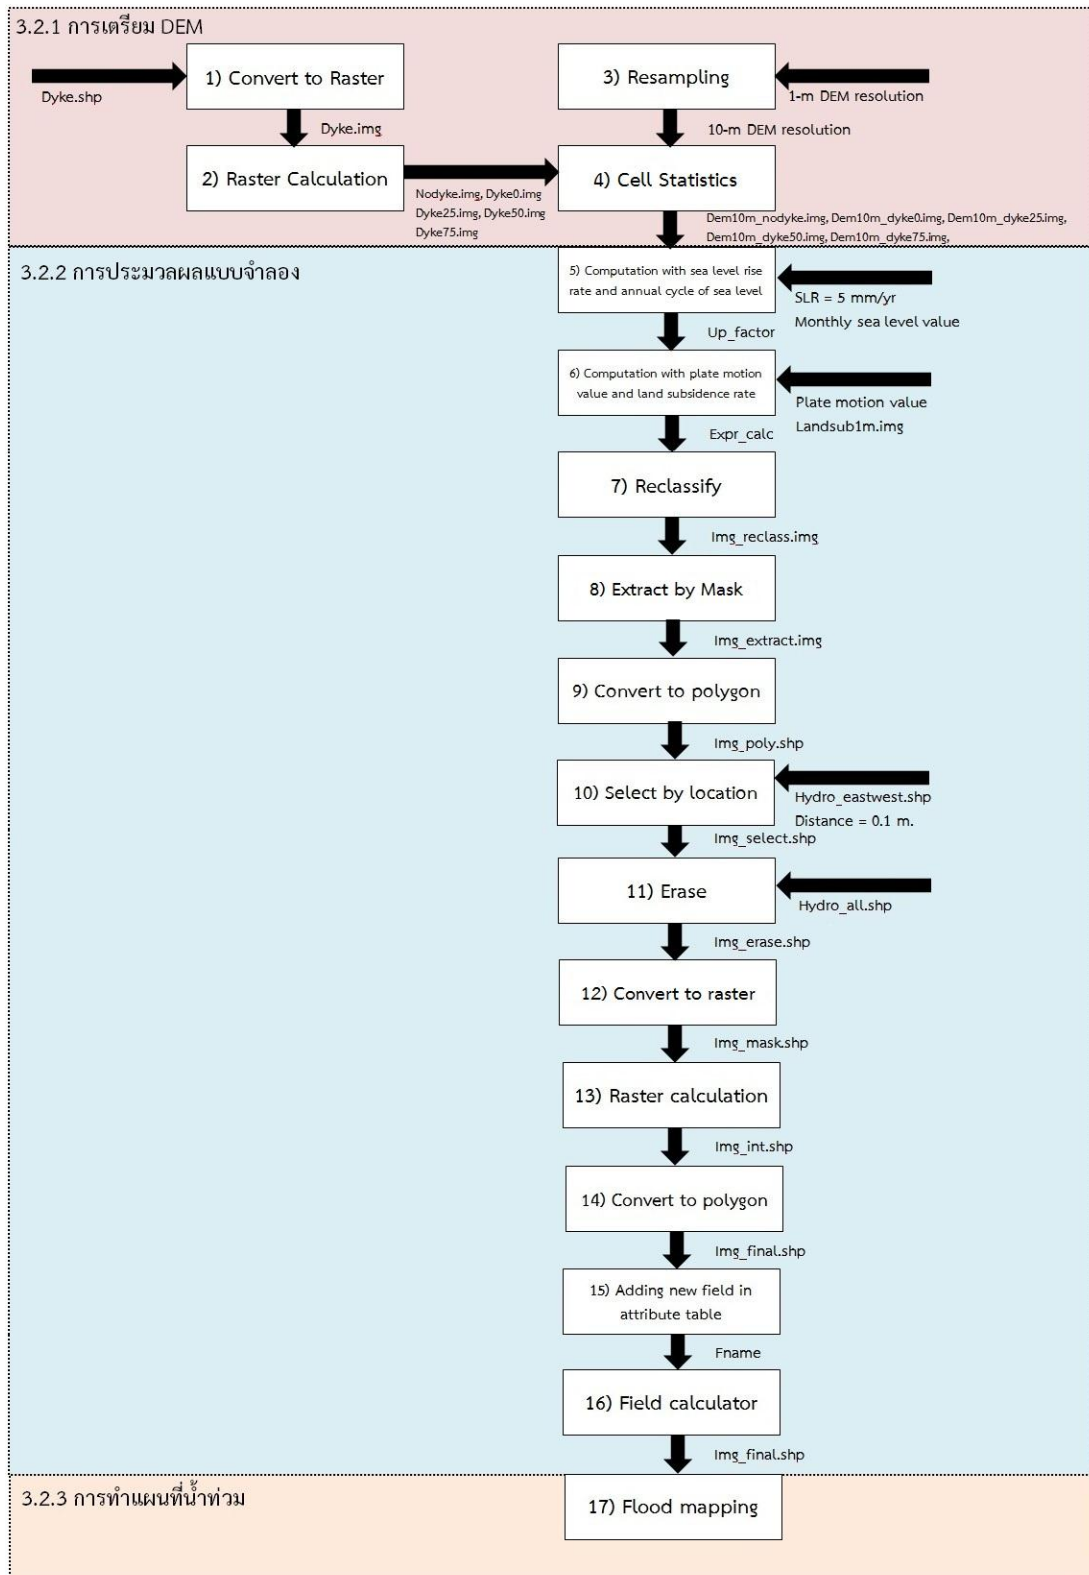 3.2.1 การเตรียม DEM
1) Convert to Raster
3) Resampling
Dyke.shp
1-m DEM resolution
Dyke.img
10-m DEM resolution
2) Raster Calculation
4) Cell Statistics
Nodyke.img, Dyke0.img
Dyke25.img, Dyke50.img
Dyke75.img
Dem10m_nodyke.img, Dem10m_dyke0.img, Dem10m_dyke25.img,
Dem10m_dyke50.img, Dem10m_dyke75.img,
3.2.2 การประมวลผลแบบจำลอง
5) Computation with sea level rise
rate and annual cycle of sea level
SLR = 5 mm/yr
Monthly sea level value
Up_factor
6) Computation with plate motion
value and land subsidence rate
Plate motion value
Landsub1m.img
Expr_calc
7) Reclassify
Img_reclass.img
8) Extract by Mask
Img_extract.img
9) Convert to polygon
Img_poly.shp
10) Select by location
Hydro_eastwest.shp
Distance = 0.1 m.
Img_select.shp
11) Erase
Hydro_all.shp
Img_erase.shp
12) Convert to raster
Img_mask.shp
13) Raster calculation
Img_int.shp
14) Convert to polygon
Img_final.shp
15) Adding new field in
attribute table
Fname
16) Field calculator
Img_final.shp
3.2.3 การทำแผนที่น้ำท่วม
17) Flood mapping